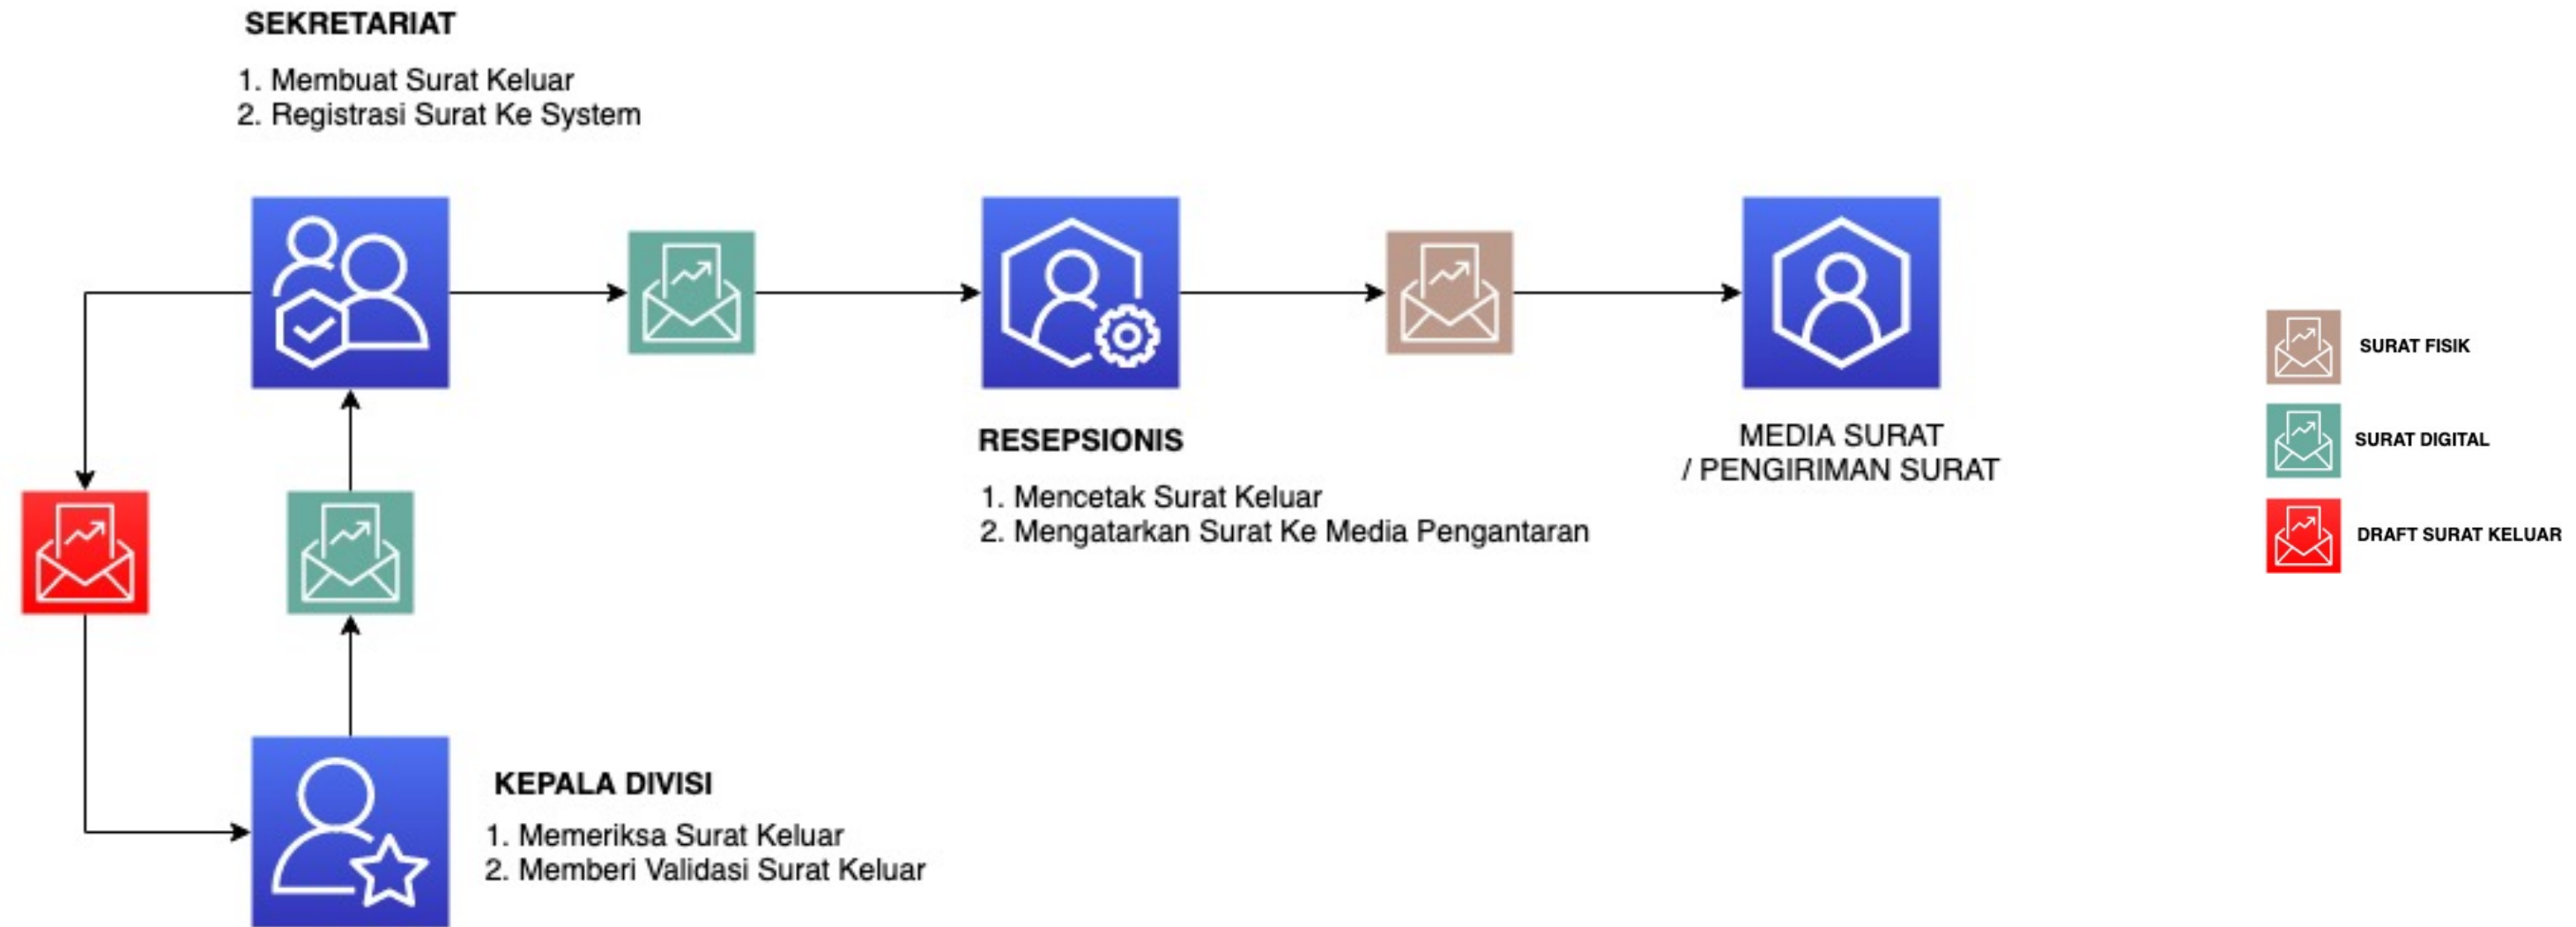 SEKRETARIAT
1. Membuat Surat Keluar
2. Registrasi Surat Ke System
RESEPSIONIS
1. Mencetak Surat Keluar
2. Mengatarkan Surat Ke Media Pengantaran
MEDIA SURAT
/ PENGIRIMAN SURAT
KEPALA DIVISI
1. Memeriksa Surat Keluar
2. Memberi Validasi Surat Keluar
SURAT FISIK
SURAT DIGITAL
DRAFT SURAT KELUAR